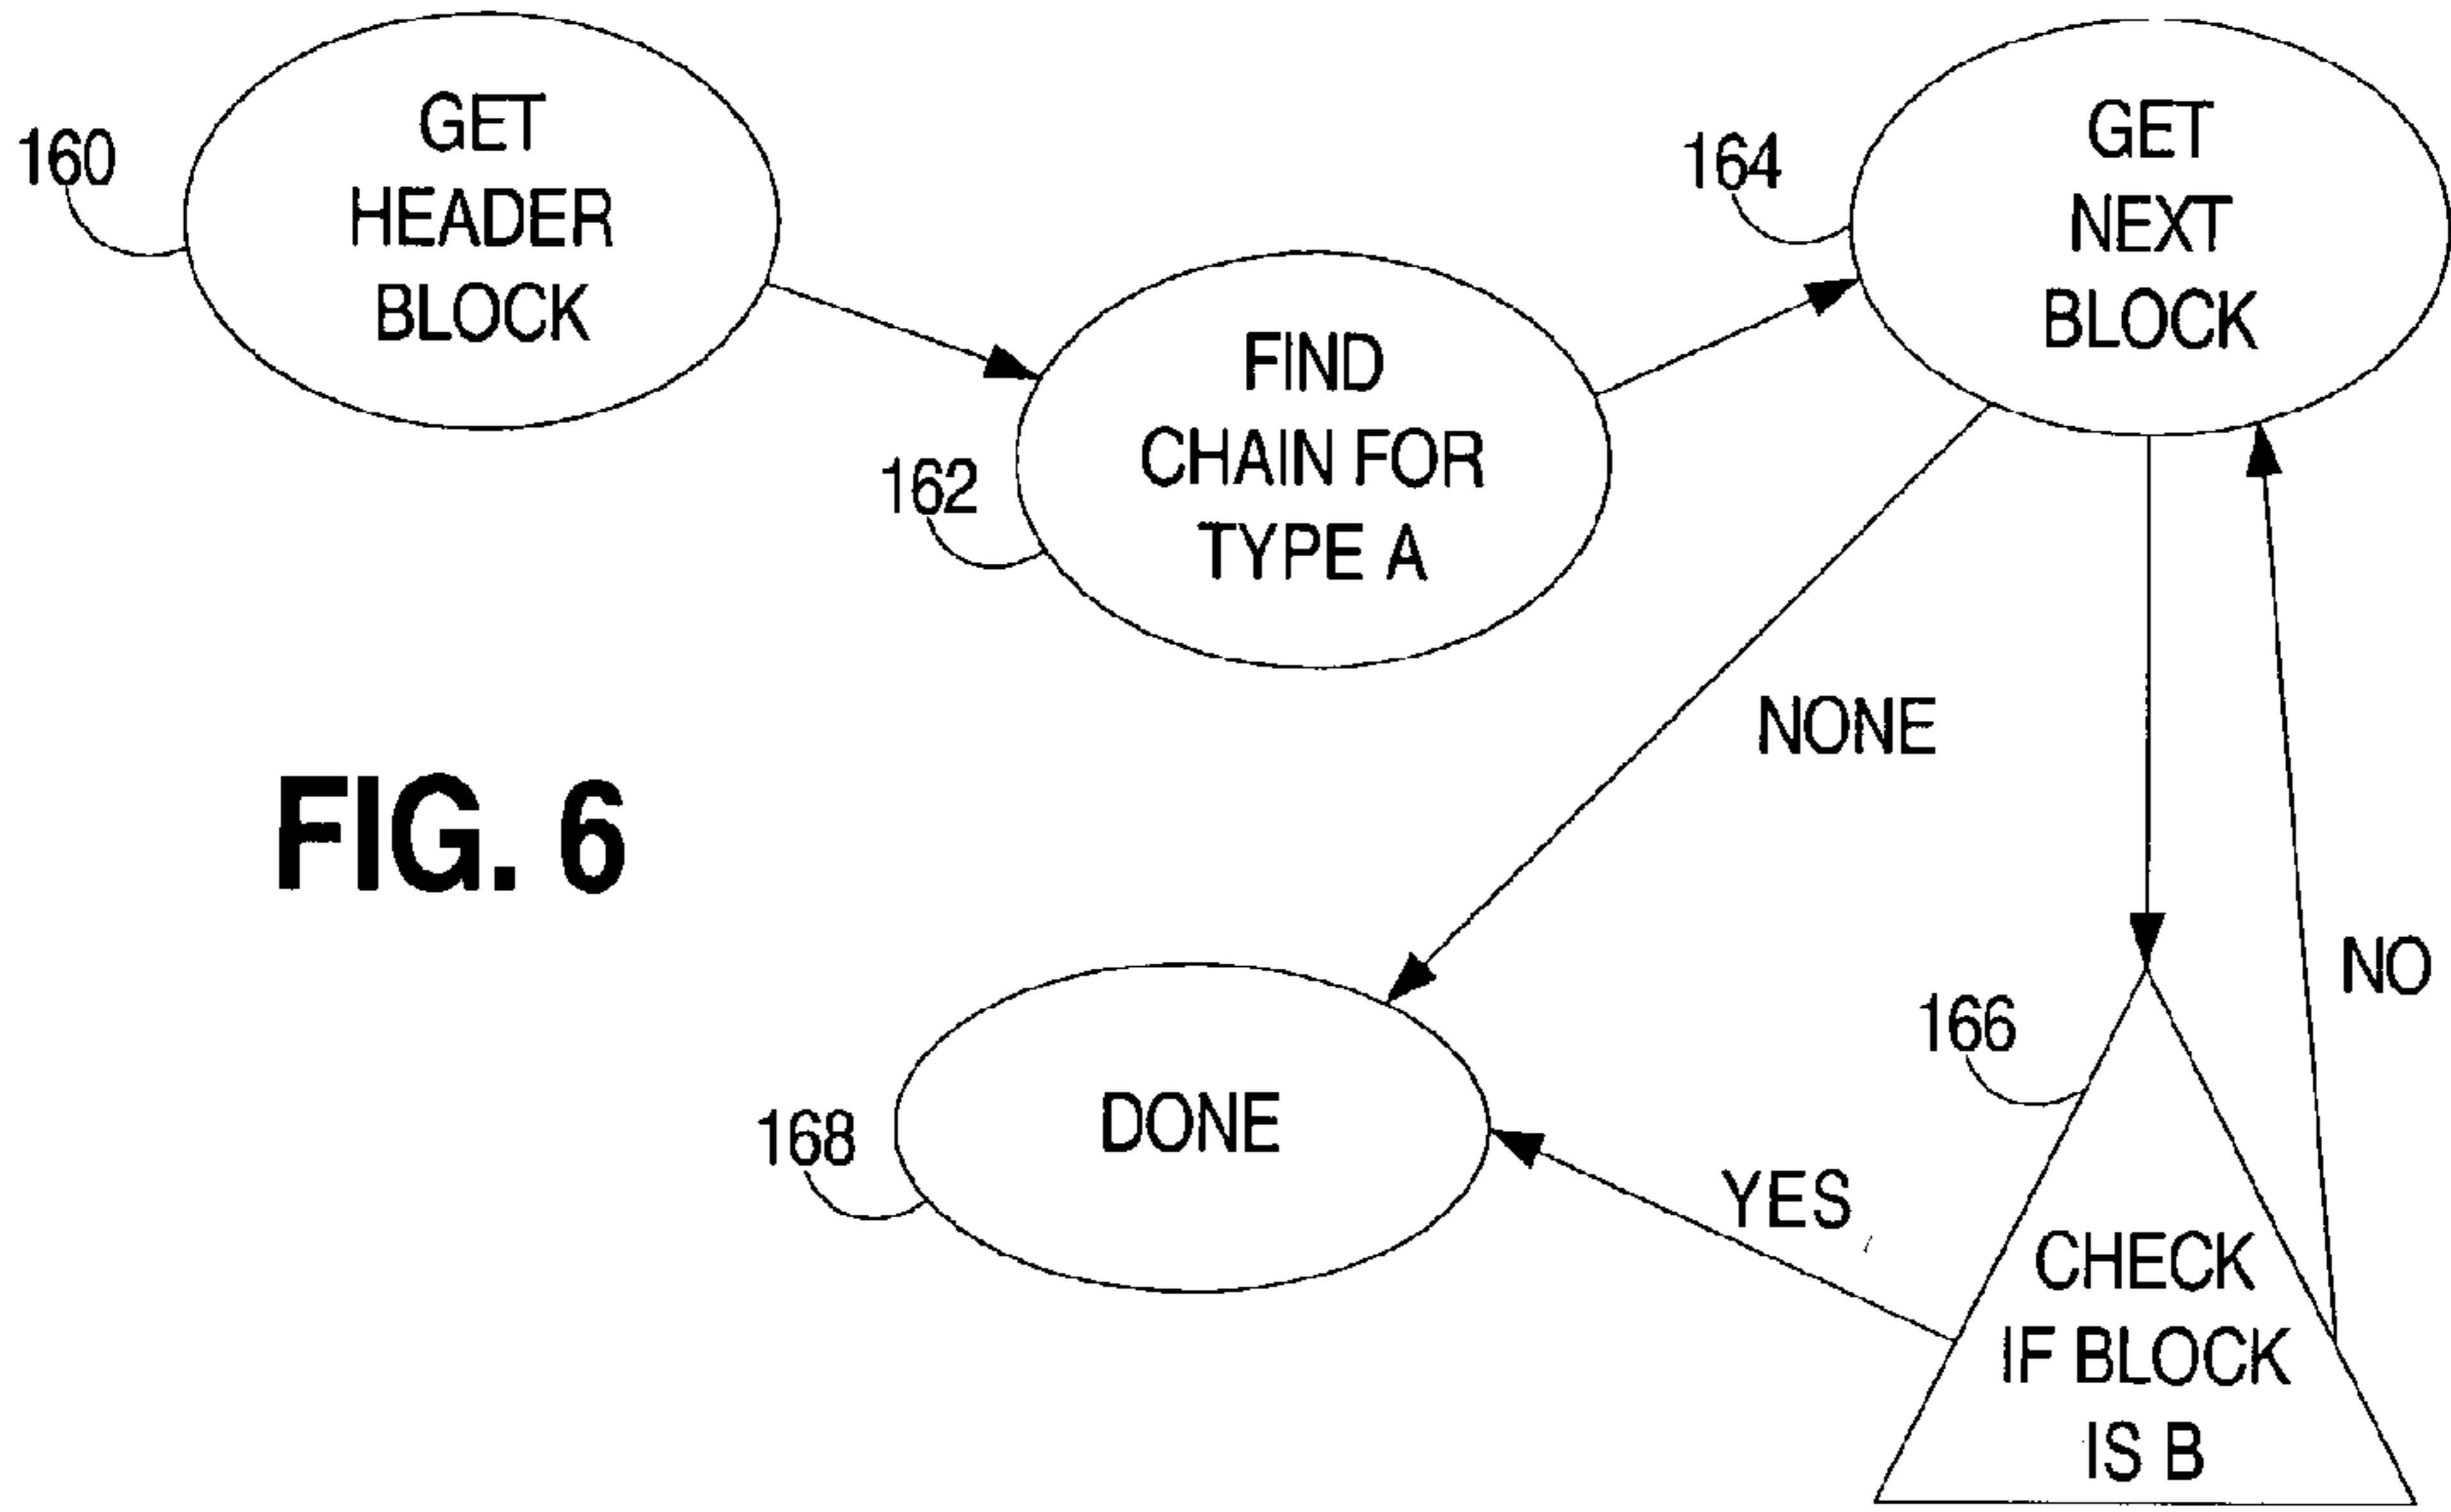 160
GET
HEADER
BLOCK
162
FIND
CHAIN FOR
TYPE A
164
GET
NEXT
BLOCK
NONE
NO
FIG. 6
166
CHECK
IF BLOCK
IS B
YES
168
DONE